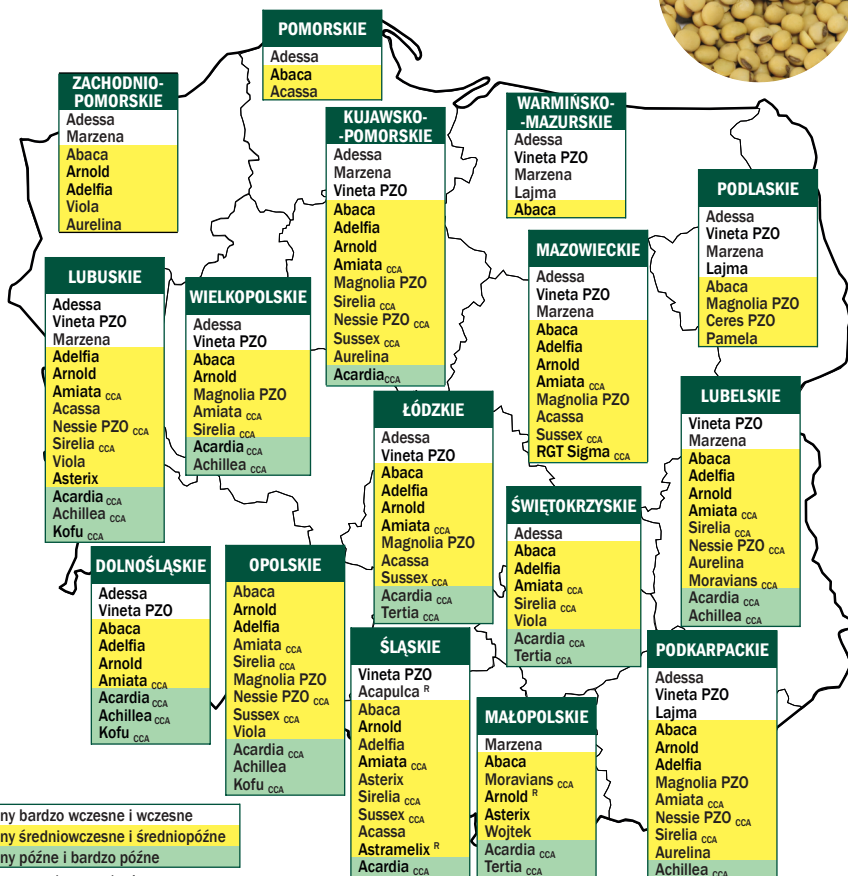 POMORSKIE
Adessa
Abaca
Acassa
ZACHODNIO-
POMORSKIE
Adessa
Marzena
Abaca
Arnold
Adelfia
Viola
Aurelina
KUJAWSKO-
-POMORSKIE
Adessa
Marzena
Vineta PZO
Abaca
Adelfia
Arnold
Amiata CCA
Magnolia PZO
Sirelia CCA
Nessie PZO CCA
Sussex CCA
Aurelina
Acardia CCA
WARMIŃSKO-
-MAZURSKIE
Adessa
Vineta PZO
Marzena
Lajma
Abaca
PODLASKIE
Adessa
Vineta PZO
Marzena
Lajma
Abaca
Magnolia PZO
Ceres PZO
Pamela
LUBUSKIE
Adessa
Vineta PZO
Marzena
Adelfia
Arnold
Amiata CCA
Acassa
Nessie PZO CCA
Sirelia CCA
Viola
Asterix
Acardia CCA
Achillea CCA
Kofu CCA
WIELKOPOLSKIE
Adessa
Vineta PZO
Abaca
Arnold
Magnolia PZO
Amiata CCA
Sirelia CCA
Acardia CCA
Achillea CCA
MAZOWIECKIE
Adessa
Vineta PZO
Marzena
Abaca
Adelfia
Arnold
Amiata CCA
Magnolia PZO
Acassa
Sussex CCA
RGT Sigma CCA
ŁÓDZKIE
Adessa
Vineta PZO
Abaca
Adelfia
Arnold
Amiata CCA
Magnolia PZO
Acassa
Sussex CCA
Acardia CCA
Tertia CCA
LUBELSKIE
Vineta PZO
Marzena
Abaca
Adelfia
Arnold
Amiata CCA
Sirelia CCA
Nessie PZO CCA
Aurelina
Moravians CCA
Acardia CCA
Achillea CCA
ŚWIĘTOKRZYSKIE
Adessa
Abaca
Adelfia
Amiata CCA
Sirelia CCA
Viola
Acardia CCA
Tertia CCA
DOLNOŚLĄSKIE
Adessa
Vineta PZO
Abaca
Adelfia
Arnold
Amiata CCA
Acardia CCA
Achillea CCA
Kofu CCA
OPOLSKIE
Abaca
Arnold
Adelfia
Amiata CCA
Sirelia CCA
Magnolia PZO
Nessie PZO CCA
Sussex CCA
Viola
Acardia CCA
Achillea
Kofu CCA
ŚLĄSKIE
Vineta PZO
Acapulca R
Abaca
Arnold
Adelfia
Amiata CCA
Asterix
Sirelia CCA
Sussex CCA
Acassa
Astramelix R
Acardia CCA
MAŁOPOLSKIE
Marzena
Abaca
Moravians CCA
Arnold R
Asterix
Wojtek
Acardia CCA
Tertia CCA
PODKARPACKIE
Adessa
Vineta PZO
Lajma
Abaca
Arnold
Adelfia
Magnolia PZO
Amiata CCA
Nessie PZO CCA
Sirelia CCA
Aurelina
Achillea CCA
ny bardzo wczesne i wczesne
ny średniowczesne i średniopóźne
ny późne i bardzo późne